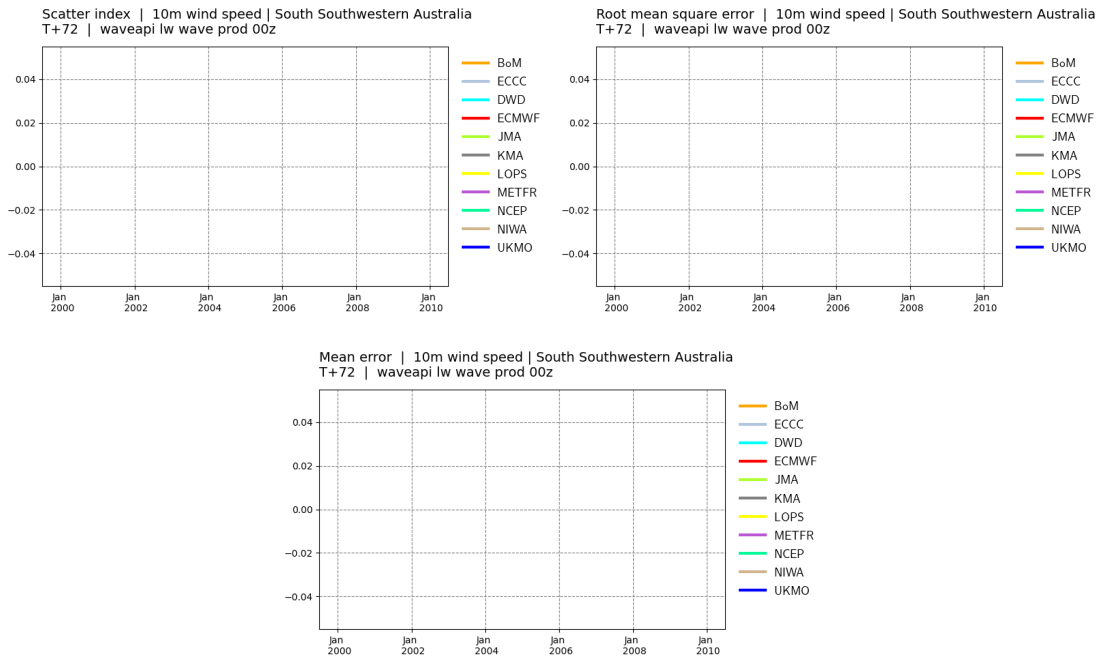 Scatter index | 10m wind speed | South Southwestern Australia
T+72 | waveapi lw wave prod 00z
0.04
0.02
0.00
−0.02
−0.04
Jan
2000
Jan
2002
Jan
2004
Jan
2006
Jan
2008
Jan
2010
BoM
ECCC
DWD
ECMWF
JMA
KMA
LOPS
METFR
NCEP
NIWA
UKMO
Root mean square error | 10m wind speed | South Southwestern Australia
T+72 | waveapi lw wave prod 00z
0.04
0.02
0.00
−0.02
−0.04
Jan
2000
Jan
2002
Jan
2004
Jan
2006
Jan
2008
Jan
2010
BoM
ECCC
DWD
ECMWF
JMA
KMA
LOPS
METFR
NCEP
NIWA
UKMO
Mean error | 10m wind speed | South Southwestern Australia
T+72 | waveapi lw wave prod 00z
0.04
0.02
0.00
−0.02
−0.04
Jan
2000
Jan
2002
Jan
2004
Jan
2006
Jan
2008
Jan
2010
BoM
ECCC
DWD
ECMWF
JMA
KMA
LOPS
METFR
NCEP
NIWA
UKMO